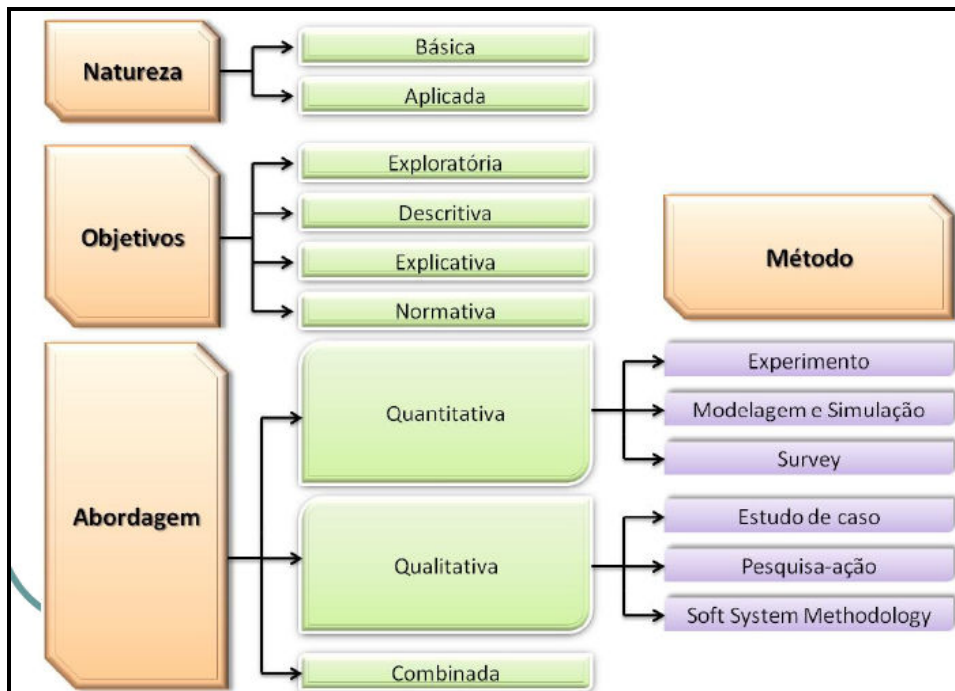 Natureza
Básica
Aplicada
Objetivos
Exploratória
Descritiva
Explicativa
Normativa
Método
Abordagem
Quantitativa
Experimento
Modelagem e Simulação
Survey
Qualitativa
Estudo de caso
Pesquisa-ação
Soft System Methodology
Combinada